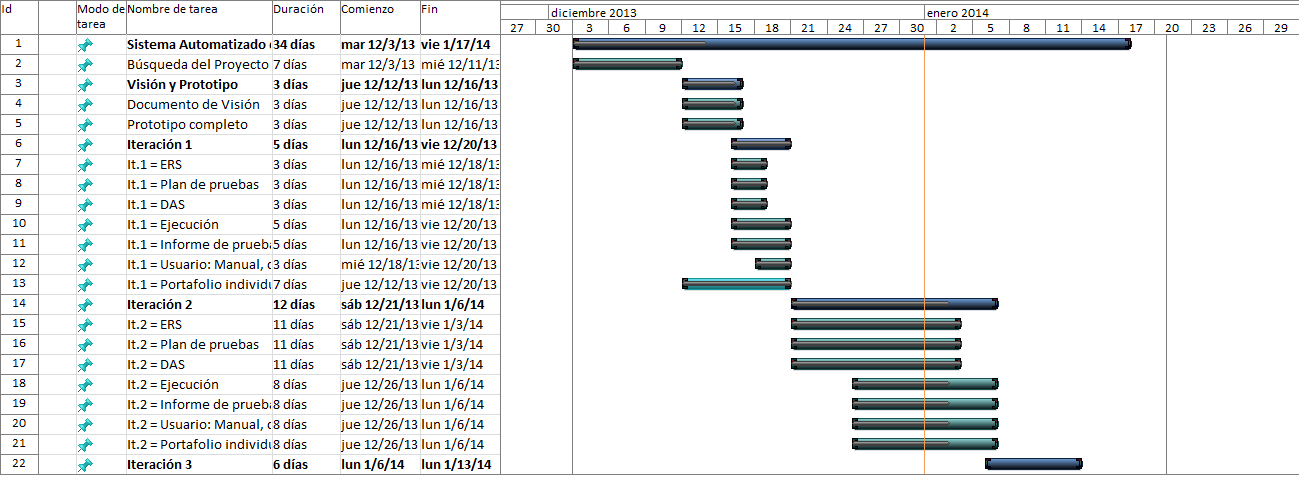 Id Modo de tarea Nombre de tarea Duración Comienzo Fin
diciembre 2013 enero 2014
27 30 3 6 9 12 15 18 21 24 27 30 2 5 8 11 14 17 20 23 26 29
1 Sistema Automatizado 34 días mar 12/3/13 vie 1/17/14
2 Búsqueda del Proyecto 7 días mar 12/3/13 mié 12/11/13
3 Visión y Prototipo 3 días jue 12/12/13 lun 12/16/13
4 Documento de Visión 3 días jue 12/12/13 lun 12/16/13
5 Prototipo completo 3 días jue 12/12/13 lun 12/16/13
6 Iteración 1 5 días lun 12/16/13 vie 12/20/13
7 It.1 = ERS 3 días lun 12/16/13 mié 12/18/13
8 It.1 = Plan de pruebas 3 días lun 12/16/13 mié 12/18/13
9 It.1 = DAS 3 días lun 12/16/13 mié 12/18/13
10 It.1 = Ejecución 5 días lun 12/16/13 vie 12/20/13
11 It.1 = Informe de prueba 5 días lun 12/16/13 vie 12/20/13
12 It.1 = Usuario: Manual, 3 días mié 12/18/13 vie 12/20/13
13 It.1 = Portafolio individu 7 días jue 12/12/13 vie 12/20/13
14 Iteración 2 12 días sáb 12/21/13 lun 1/6/14
15 It.2 = ERS 11 días sáb 12/21/13 vie 1/3/14
16 It.2 = Plan de pruebas 11 días sáb 12/21/13 vie 1/3/14
17 It.2 = DAS 11 días sáb 12/21/13 vie 1/3/14
18 It.2 = Ejecución 8 días jue 12/26/13 lun 1/6/14
19 It.2 = Informe de prueba 8 días jue 12/26/13 lun 1/6/14
20 It.2 = Usuario: Manual, 8 días jue 12/26/13 lun 1/6/14
21 It.2 = Portafolio individu 8 días jue 12/26/13 lun 1/6/14
22 Iteración 3 6 días lun 1/6/14 lun 1/13/14